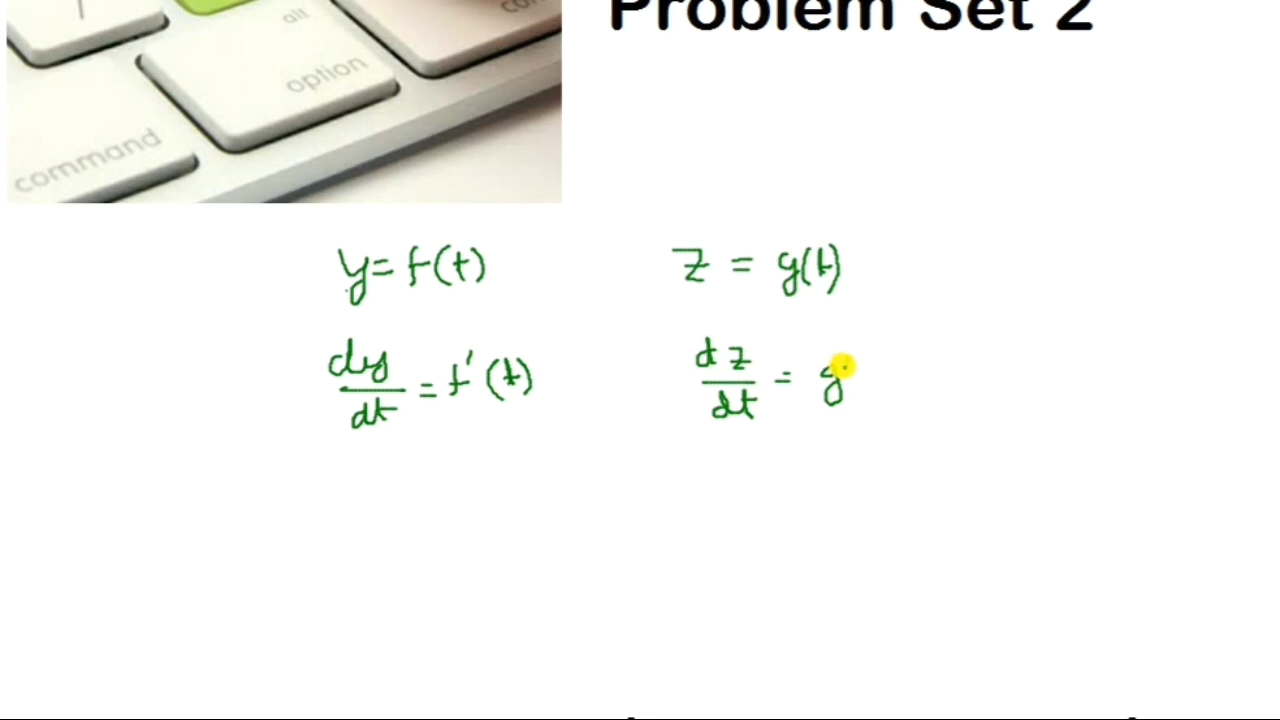 Problem Set 2
alt
option
command
y = f(t)
z = g(t)
dy/dt = f'(t)
dz/dt = g'